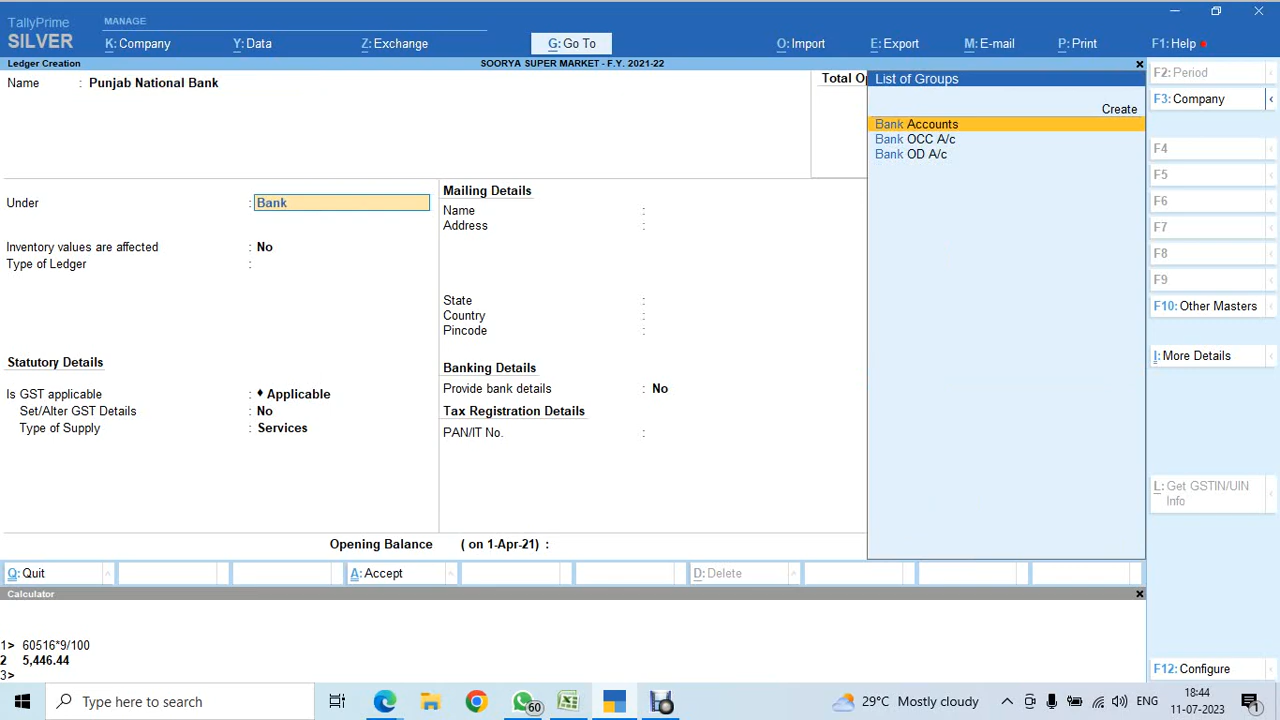 TallyPrime
MANAGE
SILVER
K: Company
Y: Data
Z: Exchange
G: Go To
O: Import
E: Export
M: E-mail
P: Print
F1: Help
Ledger Creation
SOORYA SUPER MARKET - F.Y. 2021-22
Name : Punjab National Bank
Total Op
List of Groups
Create
Bank Accounts
Bank OCC A/c
Bank OD A/c
Under : Bank
Inventory values are affected : No
Type of Ledger :
Statutory Details
Is GST applicable : ♦ Applicable
Set/Alter GST Details : No
Type of Supply : Services
Mailing Details
Name :
Address :
State :
Country :
Pincode :
Banking Details
Provide bank details : No
Tax Registration Details
PAN/IT No. :
Opening Balance ( on 1-Apr-21) :
F2: Period
F3: Company
F4
F5
F6
F7
F8
F9
F10: Other Masters
I: More Details
L: Get GSTIN/UIN
Info
F12: Configure
Q: Quit
A: Accept
D: Delete
Calculator
1> 60516*9/100
2 5,446.44
3>
Type here to search
60
29°C Mostly cloudy
ENG
18:44
11-07-2023
1